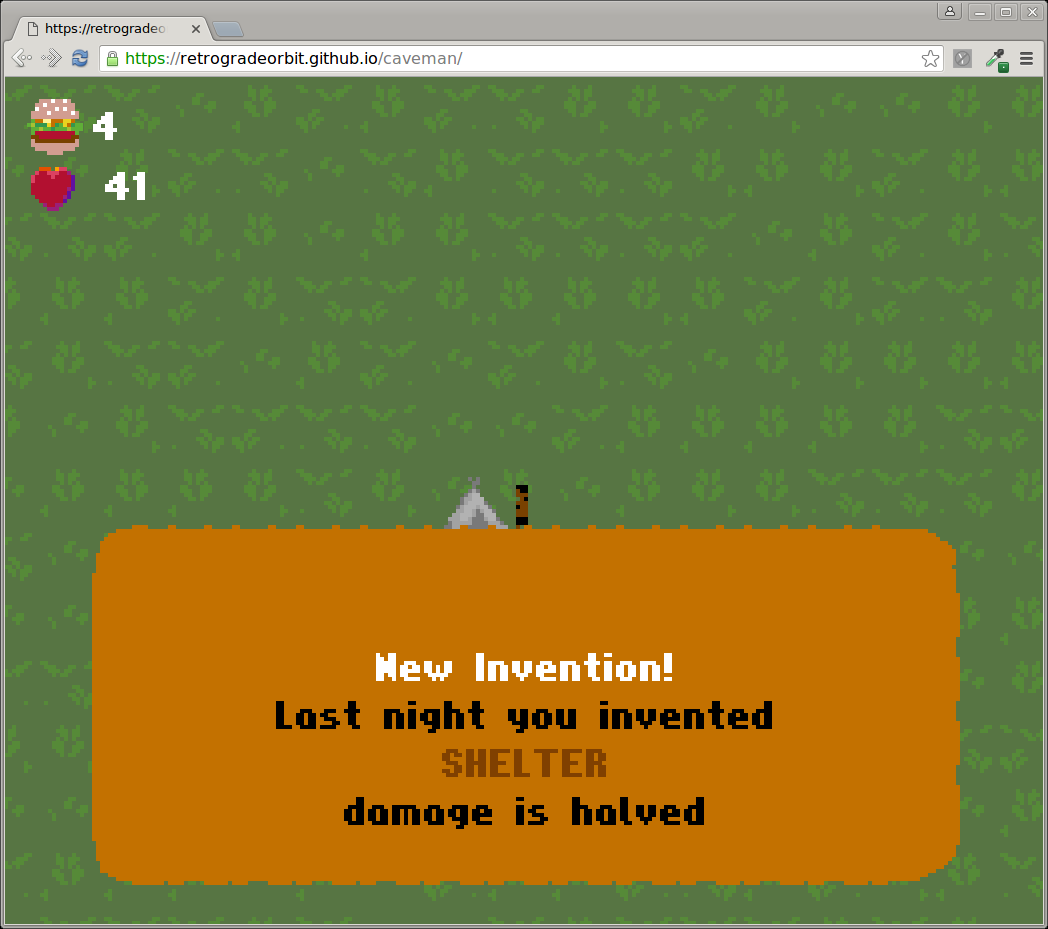 https://retrogradeo
https://retrogradeorbit.github.io/caveman/
4
41
New Invention!
Last night you invented
SHELTER
damage is halved